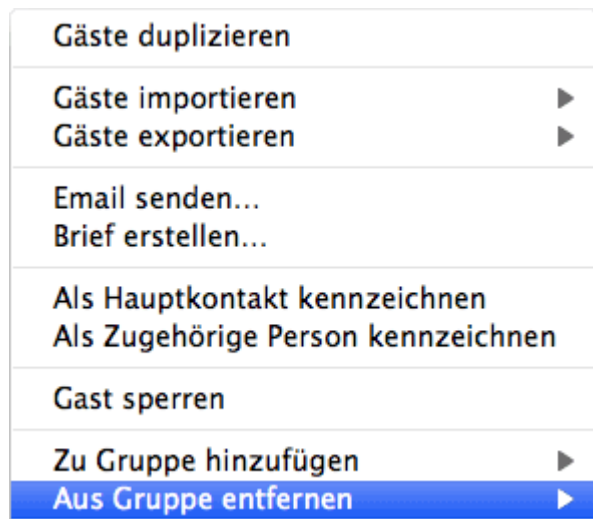 Gäste duplizieren
Gäste importieren
Gäste exportieren
Email senden...
Brief erstellen...
Als Hauptkontakt kennzeichnen
Als Zugehörige Person kennzeichnen
Gast sperren
Zu Gruppe hinzufügen
Aus Gruppe entfernen